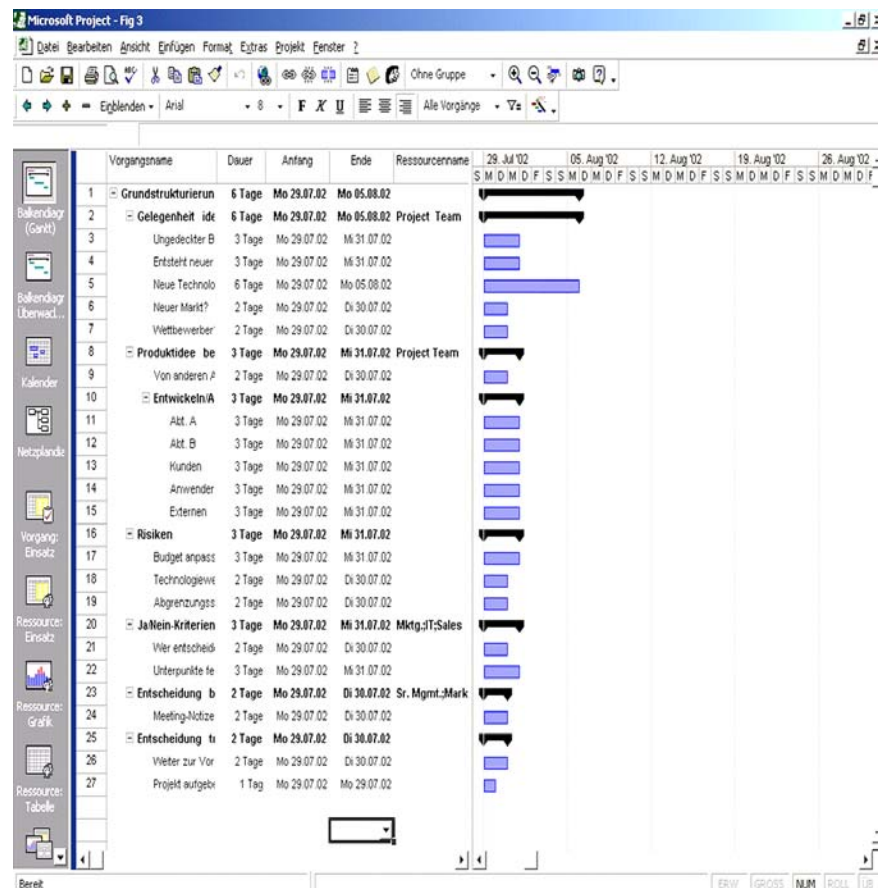 Microsoft Project - Fig 3
Datei Bearbeiten Ansicht Einfügen Format Extras Projekt Fenster ?
Ohne Gruppe
Einblenden Arial 8 F K U Alle Vorgänge
Vorgangsname Dauer Anfang Ende Ressourcenname 29. Jul '02 05. Aug '02 12. Aug '02 19. Aug '02 26. Aug '02
S M D M D F S S M D M D F S S M D M D F S S M D M D F S S M D M D F
1 Grundstrukturierun 6 Tage Mo 29.07.02 Mo 05.08.02
2 Gelegenheit ide 6 Tage Mo 29.07.02 Mo 05.08.02 Project Team
3 Ungedeckter B 3 Tage Mo 29.07.02 Mi 31.07.02
4 Entsteht neuer 3 Tage Mo 29.07.02 Mi 31.07.02
5 Neue Technolo 6 Tage Mo 29.07.02 Mo 05.08.02
6 Neuer Markt? 2 Tage Mo 29.07.02 Di 30.07.02
7 Wettbewerber 2 Tage Mo 29.07.02 Di 30.07.02
8 Produktidee be 3 Tage Mo 29.07.02 Mi 31.07.02 Project Team
9 Von anderen A 2 Tage Mo 29.07.02 Di 30.07.02
10 Entwickeln/A 3 Tage Mo 29.07.02 Mi 31.07.02
11 Abt. A 3 Tage Mo 29.07.02 Mi 31.07.02
12 Abt. B 3 Tage Mo 29.07.02 Mi 31.07.02
13 Kunden 3 Tage Mo 29.07.02 Mi 31.07.02
14 Anwender 3 Tage Mo 29.07.02 Mi 31.07.02
15 Externen 3 Tage Mo 29.07.02 Mi 31.07.02
16 Risiken 3 Tage Mo 29.07.02 Mi 31.07.02
17 Budget anpass 3 Tage Mo 29.07.02 Mi 31.07.02
18 Technologiewe 2 Tage Mo 29.07.02 Di 30.07.02
19 Abgrenzungss 2 Tage Mo 29.07.02 Di 30.07.02
20 Ja/Nein-Kriterien 3 Tage Mo 29.07.02 Mi 31.07.02 Mktg.;IT;Sales
21 Wer entscheid 2 Tage Mo 29.07.02 Di 30.07.02
22 Unterpunkte fe 3 Tage Mo 29.07.02 Mi 31.07.02
23 Entscheidung b 2 Tage Mo 29.07.02 Di 30.07.02 Sr. Mgmt.;Mark
24 Meeting-Notize 2 Tage Mo 29.07.02 Di 30.07.02
25 Entscheidung tr 2 Tage Mo 29.07.02 Di 30.07.02
26 Weiter zur Vor 2 Tage Mo 29.07.02 Di 30.07.02
27 Projekt aufgebe 1 Tag Mo 29.07.02 Mo 29.07.02
Balkendiagr
(Gantt)
Balkendiagr
Überwac...
Kalender
Netzplandia
Vorgang:
Einsatz
Ressource:
Einsatz
Ressource:
Grafik
Ressource:
Tabelle
Bereit ERW GROSS NUM ROLL ÜB